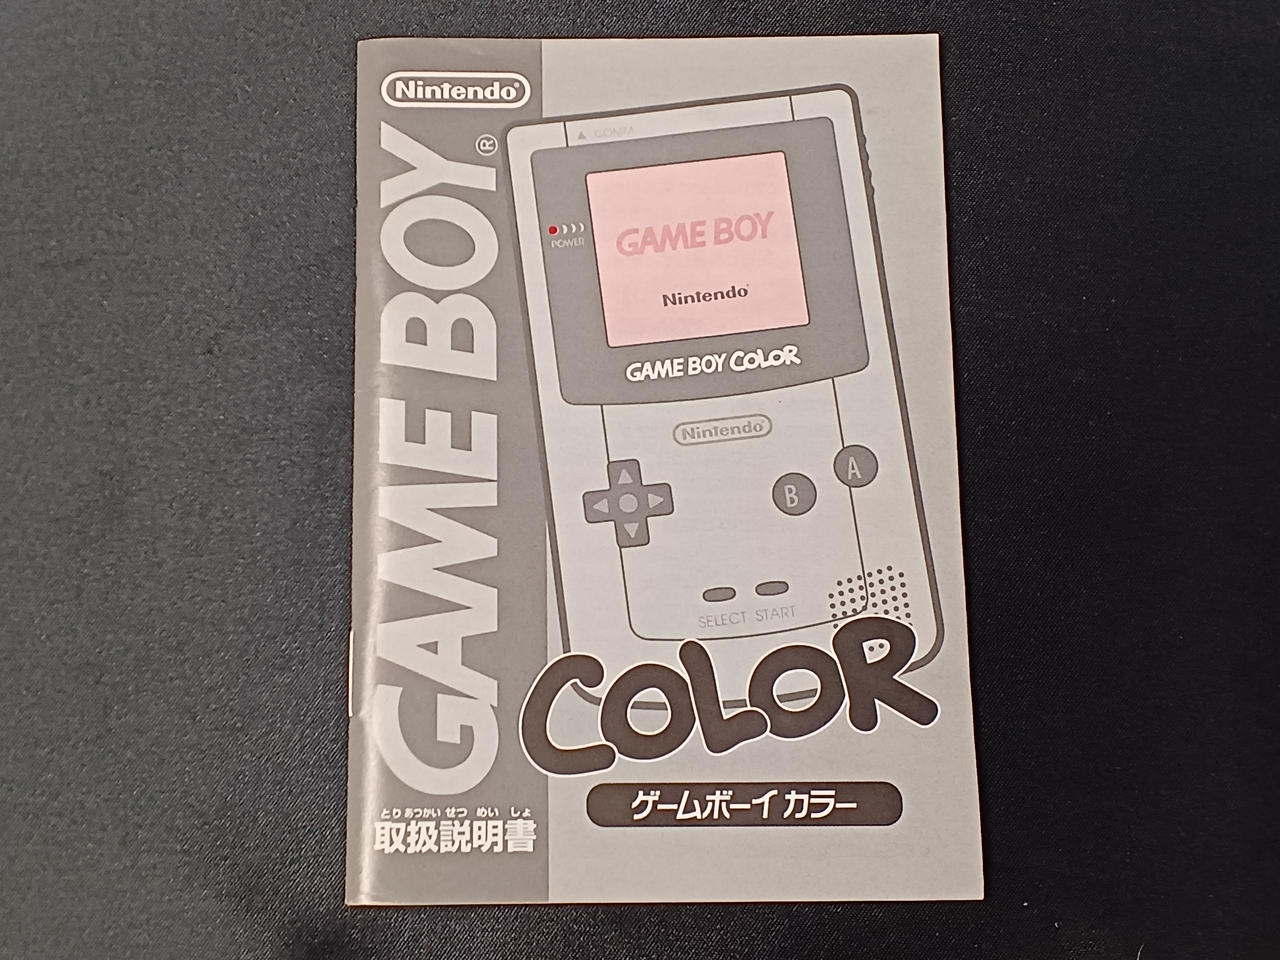 Nintendo®
GAME BOY®
とりあつかいせつめいしょ
取扱説明書
▲ COMM.
POWER
GAME BOY
Nintendo®
GAME BOY COLOR
Nintendo®
A
B
SELECT START
COLOR
ゲームボーイカラー